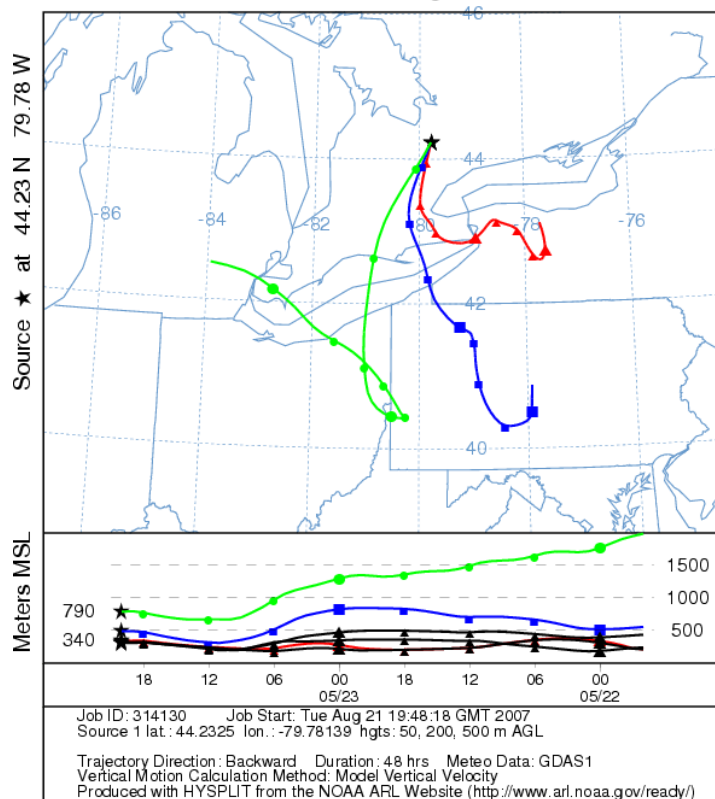 46
Source ★ at 44.23 N 79.78 W
44
-86
-84
-82
80
-78
-76
42
40
Meters MSL
1500
1000
500
790
340
18 12 06 00 18 12 06 00
05/23 05/22
Job ID: 314130 Job Start: Tue Aug 21 19:48:18 GMT 2007
Source 1 lat.: 44.2325 lon.: -79.78139 hgts: 50, 200, 500 m AGL
Trajectory Direction: Backward Duration: 48 hrs Meteo Data: GDAS1
Vertical Motion Calculation Method: Model Vertical Velocity
Produced with HYSPLIT from the NOAA ARL Website (http://www.arl.noaa.gov/ready/)